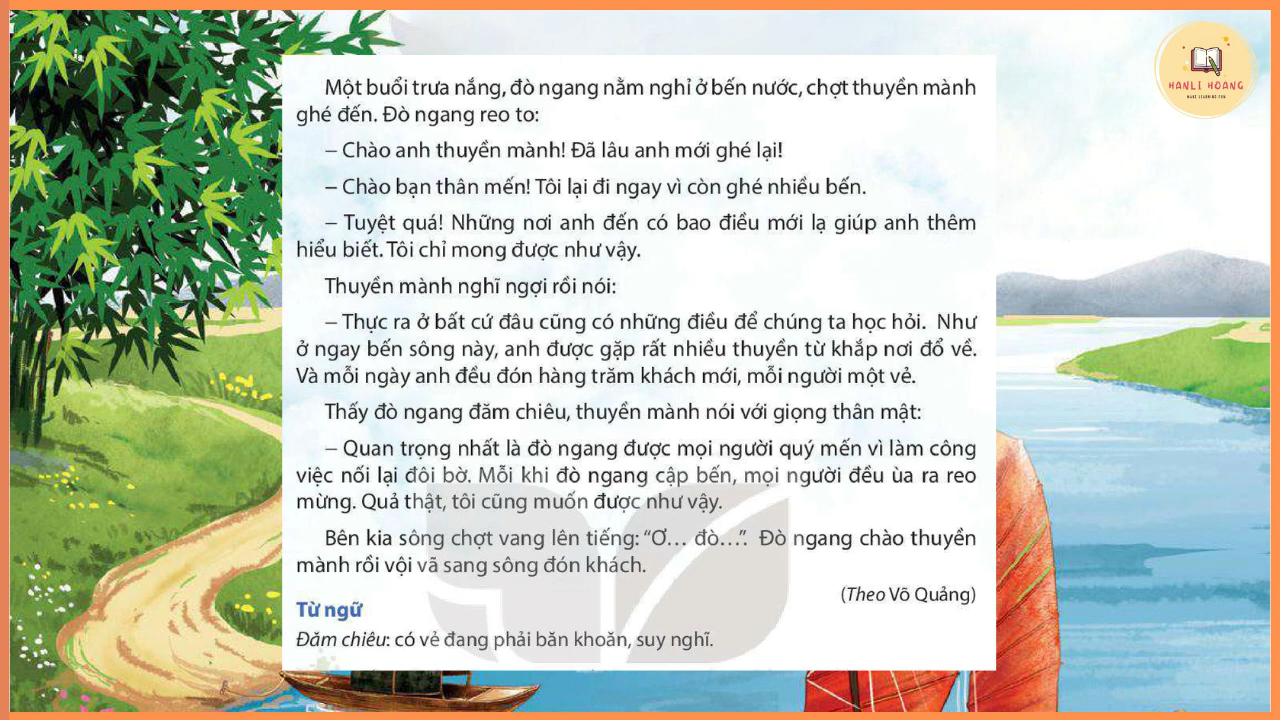 HANLI HOANG
MAKE LEARNING FUN
Một buổi trưa nắng, đò ngang nằm nghỉ ở bến nước, chợt thuyền mành
ghé đến. Đò ngang reo to:
– Chào anh thuyền mành! Đã lâu anh mới ghé lại!
– Chào bạn thân mến! Tôi lại đi ngay vì còn ghé nhiều bến.
– Tuyệt quá! Những nơi anh đến có bao điều mới lạ giúp anh thêm
hiểu biết. Tôi chỉ mong được như vậy.
Thuyền mành nghĩ ngợi rồi nói:
– Thực ra ở bất cứ đâu cũng có những điều để chúng ta học hỏi. Như
ở ngay bến sông này, anh được gặp rất nhiều thuyền từ khắp nơi đổ về.
Và mỗi ngày anh đều đón hàng trăm khách mới, mỗi người một vẻ.
Thấy đò ngang đăm chiêu, thuyền mành nói với giọng thân mật:
– Quan trọng nhất là đò ngang được mọi người quý mến vì làm công
việc nối lại đôi bờ. Mỗi khi đò ngang cập bến, mọi người đều ùa ra reo
mừng. Quả thật, tôi cũng muốn được như vậy.
Bên kia sông chợt vang lên tiếng: “Ơ... đò...”. Đò ngang chào thuyền
mành rồi vội vã sang sông đón khách.
(Theo Võ Quảng)
Từ ngữ
Đăm chiêu: có vẻ đang phải băn khoăn, suy nghĩ.